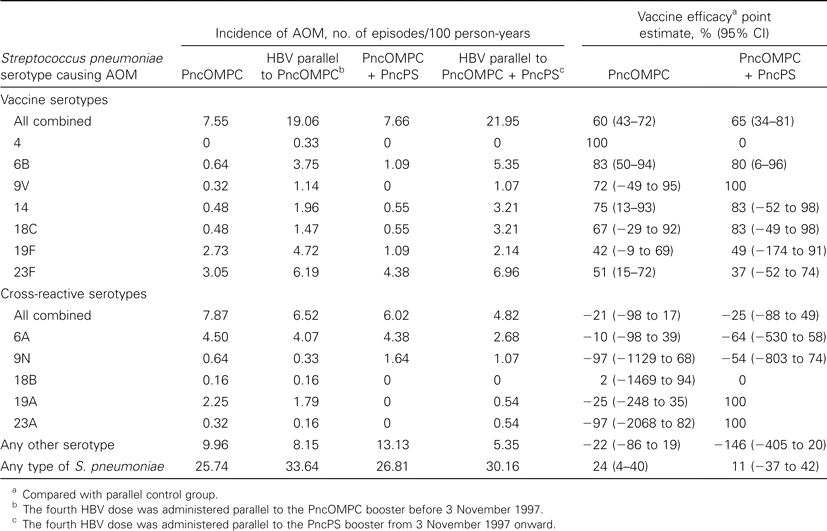 Incidence of AOM, no. of episodes/100 person-years
Vaccine efficacyᵃ point estimate, % (95% CI)
Streptococcus pneumoniae serotype causing AOM PncOMPC HBV parallel to PncOMPCᵇ PncOMPC + PncPS HBV parallel to PncOMPC + PncPSᶜ PncOMPC PncOMPC + PncPS
Vaccine serotypes
All combined 7.55 19.06 7.66 21.95 60 (43–72) 65 (34–81)
4 0 0.33 0 0 100 0
6B 0.64 3.75 1.09 5.35 83 (50–94) 80 (6–96)
9V 0.32 1.14 0 1.07 72 (−49 to 95) 100
14 0.48 1.96 0.55 3.21 75 (13–93) 83 (−52 to 98)
18C 0.48 1.47 0.55 3.21 67 (−29 to 92) 83 (−49 to 98)
19F 2.73 4.72 1.09 2.14 42 (−9 to 69) 49 (−174 to 91)
23F 3.05 6.19 4.38 6.96 51 (15–72) 37 (−52 to 74)
Cross-reactive serotypes
All combined 7.87 6.52 6.02 4.82 −21 (−98 to 17) −25 (−88 to 49)
6A 4.50 4.07 4.38 2.68 −10 (−98 to 39) −64 (−530 to 58)
9N 0.64 0.33 1.64 1.07 −97 (−1129 to 68) −54 (−803 to 74)
18B 0.16 0.16 0 0 2 (−1469 to 94) 0
19A 2.25 1.79 0 0.54 −25 (−248 to 35) 100
23A 0.32 0.16 0 0.54 −97 (−2068 to 82) 100
Any other serotype 9.96 8.15 13.13 5.35 −22 (−86 to 19) −146 (−405 to 20)
Any type of S. pneumoniae 25.74 33.64 26.81 30.16 24 (4–40) 11 (−37 to 42)
ᵃ Compared with parallel control group.
ᵇ The fourth HBV dose was administered parallel to the PncOMPC booster before 3 November 1997.
ᶜ The fourth HBV dose was administered parallel to the PncPS booster from 3 November 1997 onward.